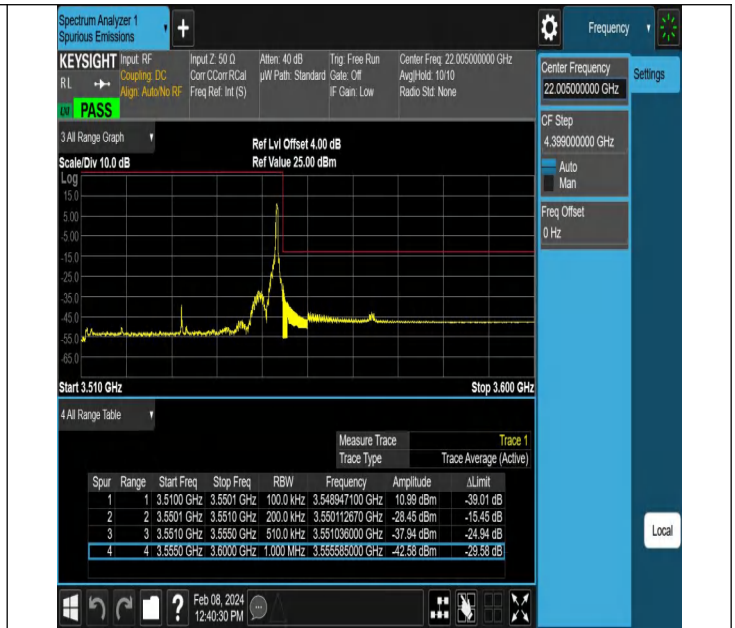 Spectrum Analyzer 1
Spurious Emissions
Frequency
KEYSIGHT
RL
PASS
Input: RF
Coupling: DC
Align: Auto/No RF
Input Z: 50 Ω
Corr CCorr RCal
Freq Ref: Int (S)
Atten: 40 dB
µW Path: Standard
Trig: Free Run
Gate: Off
IF Gain: Low
Center Freq: 22.005000000 GHz
Avg|Hold: 10/10
Radio Std: None
Center Frequency
22.005000000 GHz
Settings
CF Step
4.399000000 GHz
Auto
Man
Freq Offset
0 Hz
3 All Range Graph
Ref Lvl Offset 4.00 dB
Scale/Div 10.0 dB
Ref Value 25.00 dBm
Log
15.0
5.00
-5.00
-15.0
-25.0
-35.0
-45.0
-55.0
-65.0
Start 3.510 GHz
Stop 3.600 GHz
4 All Range Table
Measure Trace Trace 1
Trace Type Trace Average (Active)
Spur Range Start Freq Stop Freq RBW Frequency Amplitude ΔLimit
1 1 3.5100 GHz 3.5501 GHz 100.0 kHz 3.548947100 GHz 10.99 dBm -39.01 dB
2 2 3.5501 GHz 3.5510 GHz 200.0 kHz 3.550112670 GHz -28.45 dBm -15.45 dB
3 3 3.5510 GHz 3.5550 GHz 510.0 kHz 3.551036000 GHz -37.94 dBm -24.94 dB
4 4 3.5550 GHz 3.6000 GHz 1.000 MHz 3.555585000 GHz -42.58 dBm -29.58 dB
Local
Feb 08, 2024
12:40:30 PM